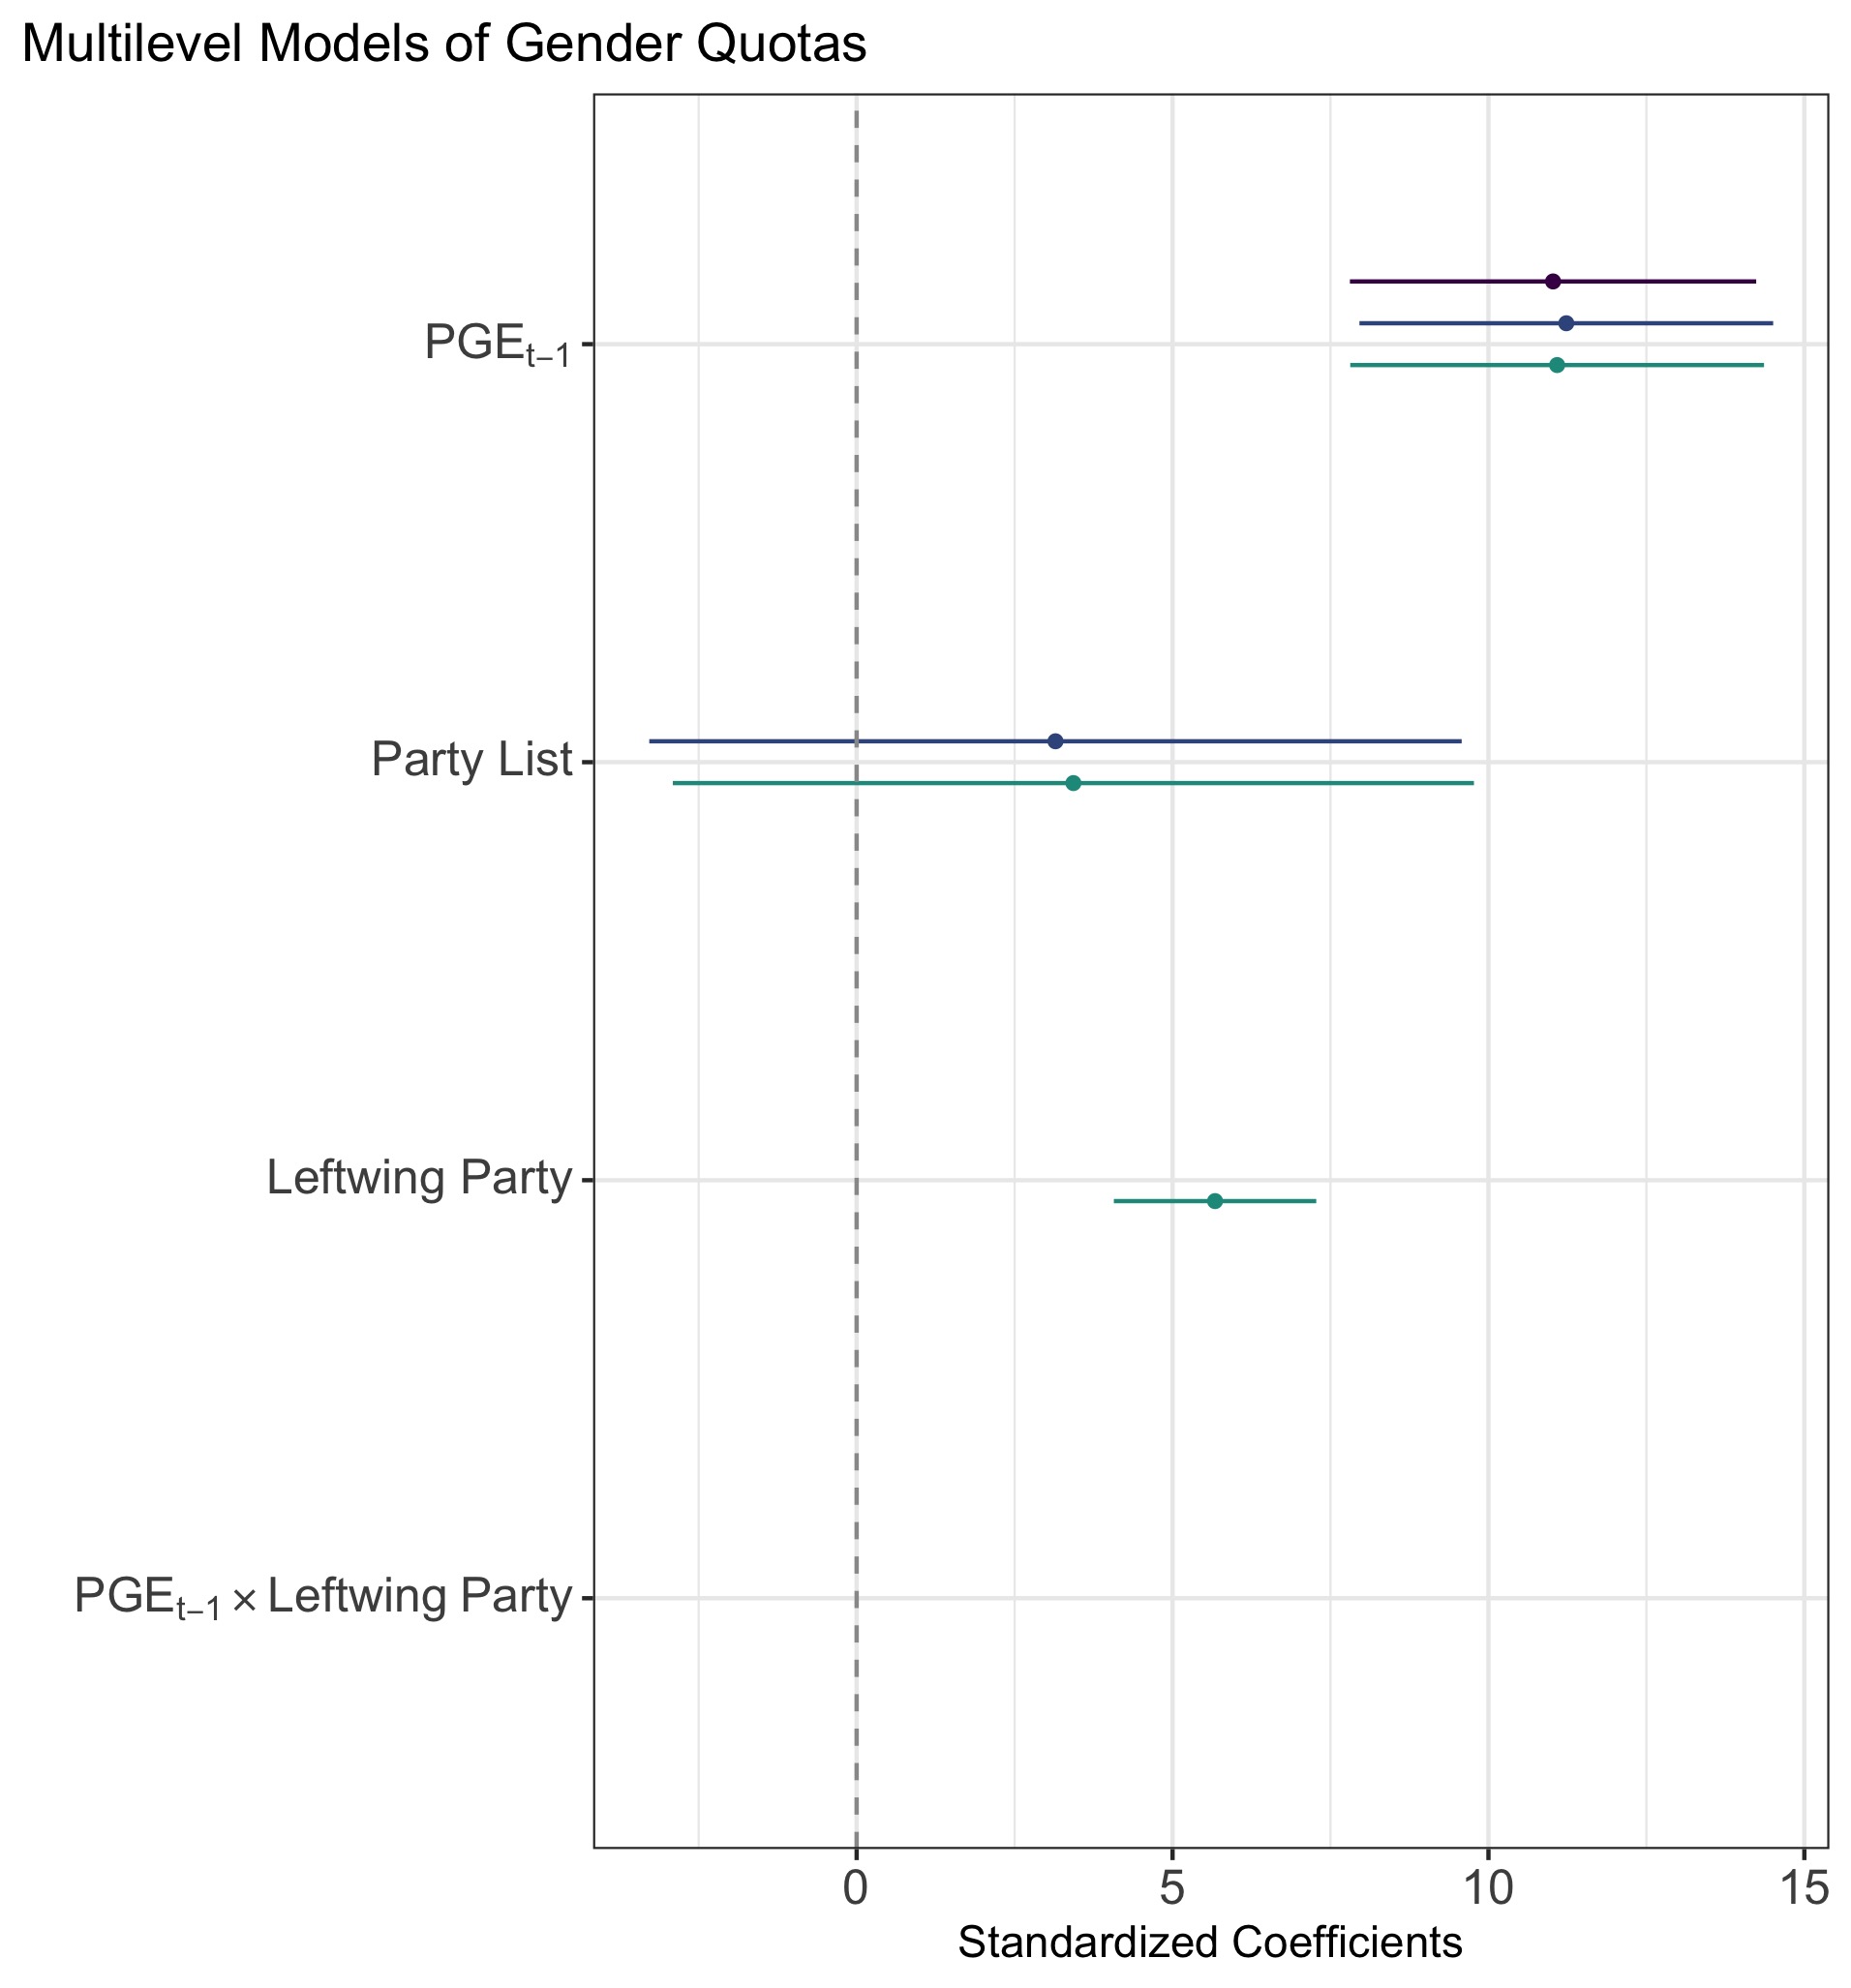 Multilevel Models of Gender Quotas
PGEt−1
Party List
Leftwing Party
PGEt−1 × Leftwing Party
0 5 10 15
Standardized Coefficients